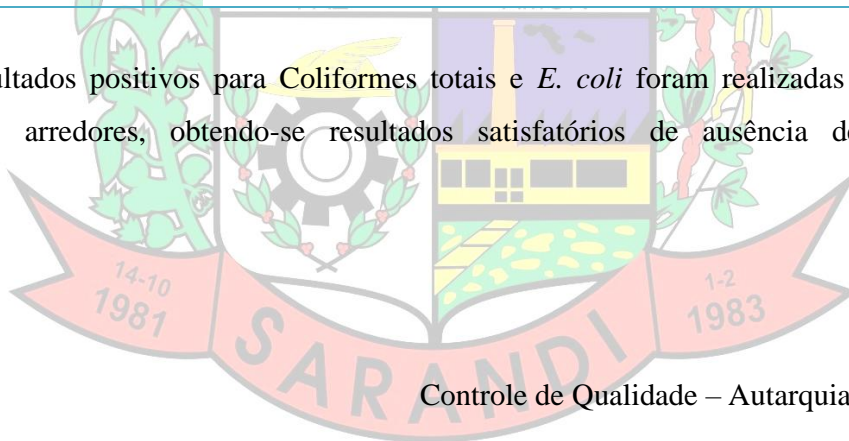 ultados positivos para Coliformes totais e E. coli foram realizadas
arredores, obtendo-se resultados satisfatórios de ausência d
14-10
1981
1-2
1983
SARANDI
Controle de Qualidade – Autarquia